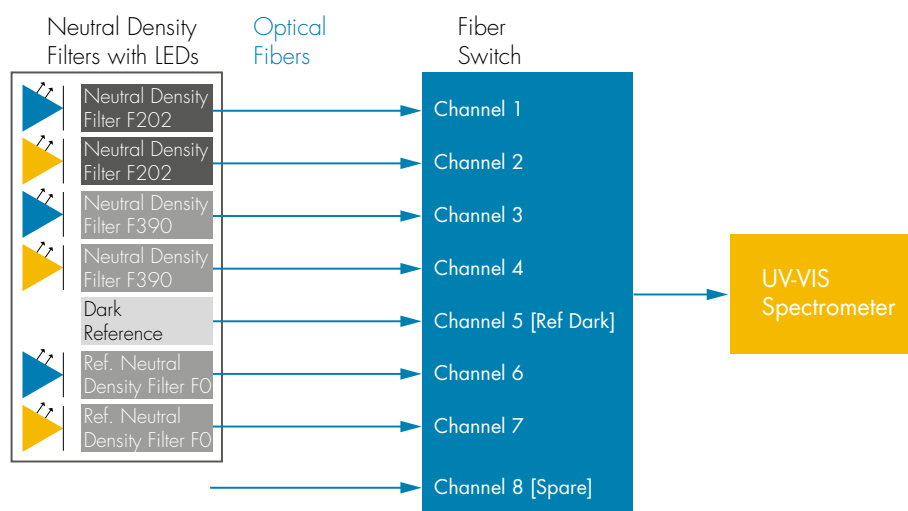 Neutral Density
Filters with LEDs
Optical
Fibers
Fiber
Switch
Neutral Density
Filter F202
Channel 1
Neutral Density
Filter F202
Channel 2
Neutral Density
Filter F390
Channel 3
Neutral Density
Filter F390
Channel 4
Dark
Reference
Channel 5 [Ref Dark]
Ref. Neutral
Density Filter F0
Channel 6
Ref. Neutral
Density Filter F0
Channel 7
Channel 8 [Spare]
UV-VIS
Spectrometer